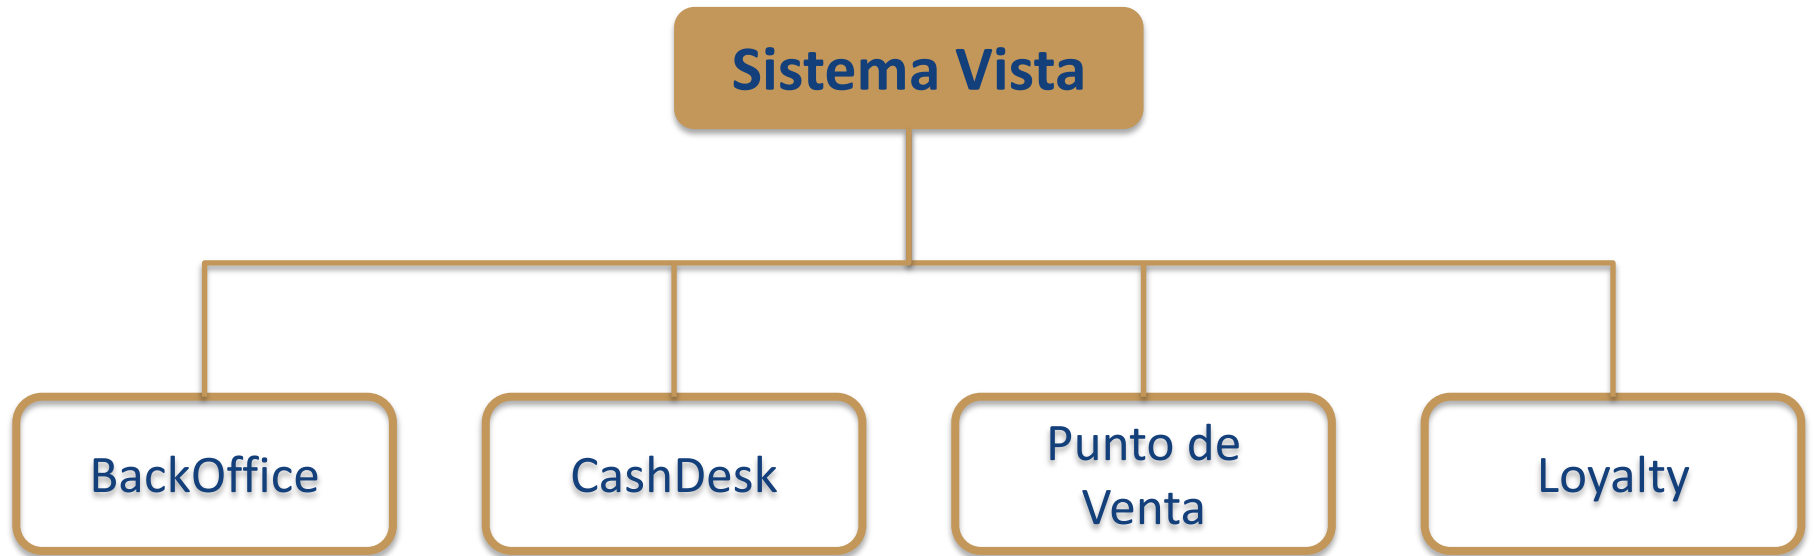 Sistema Vista
BackOffice
CashDesk
Punto de
Venta
Loyalty